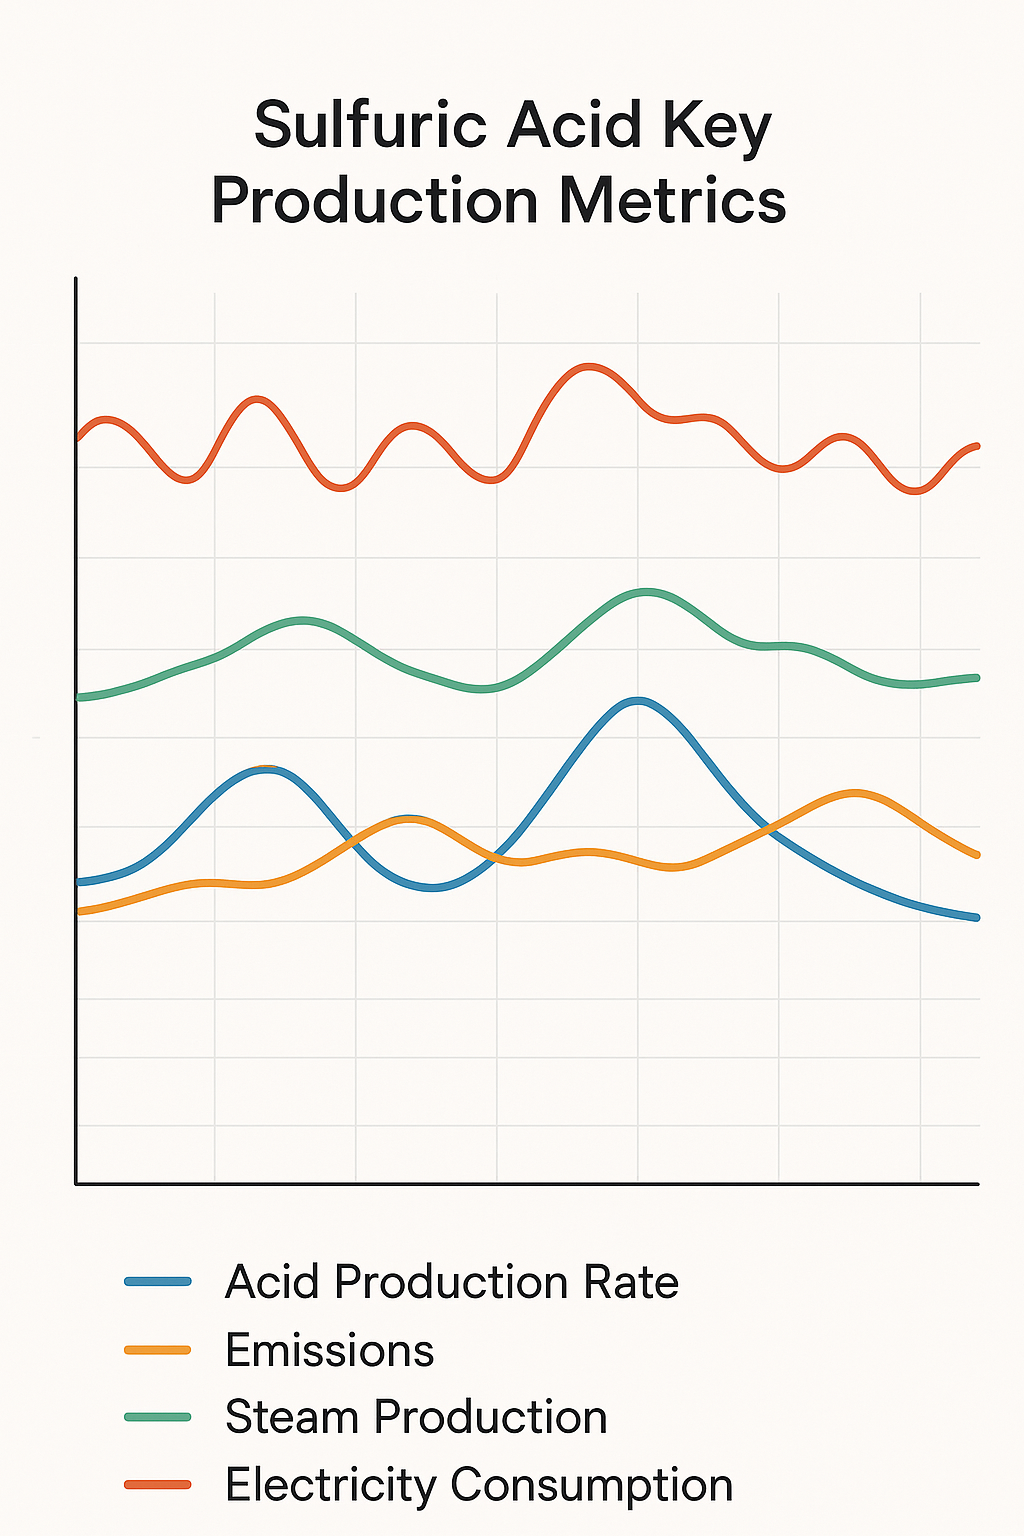 Sulfuric Acid Key
Production Metrics
Acid Production Rate
Emissions
Steam Production
Electricity Consumption